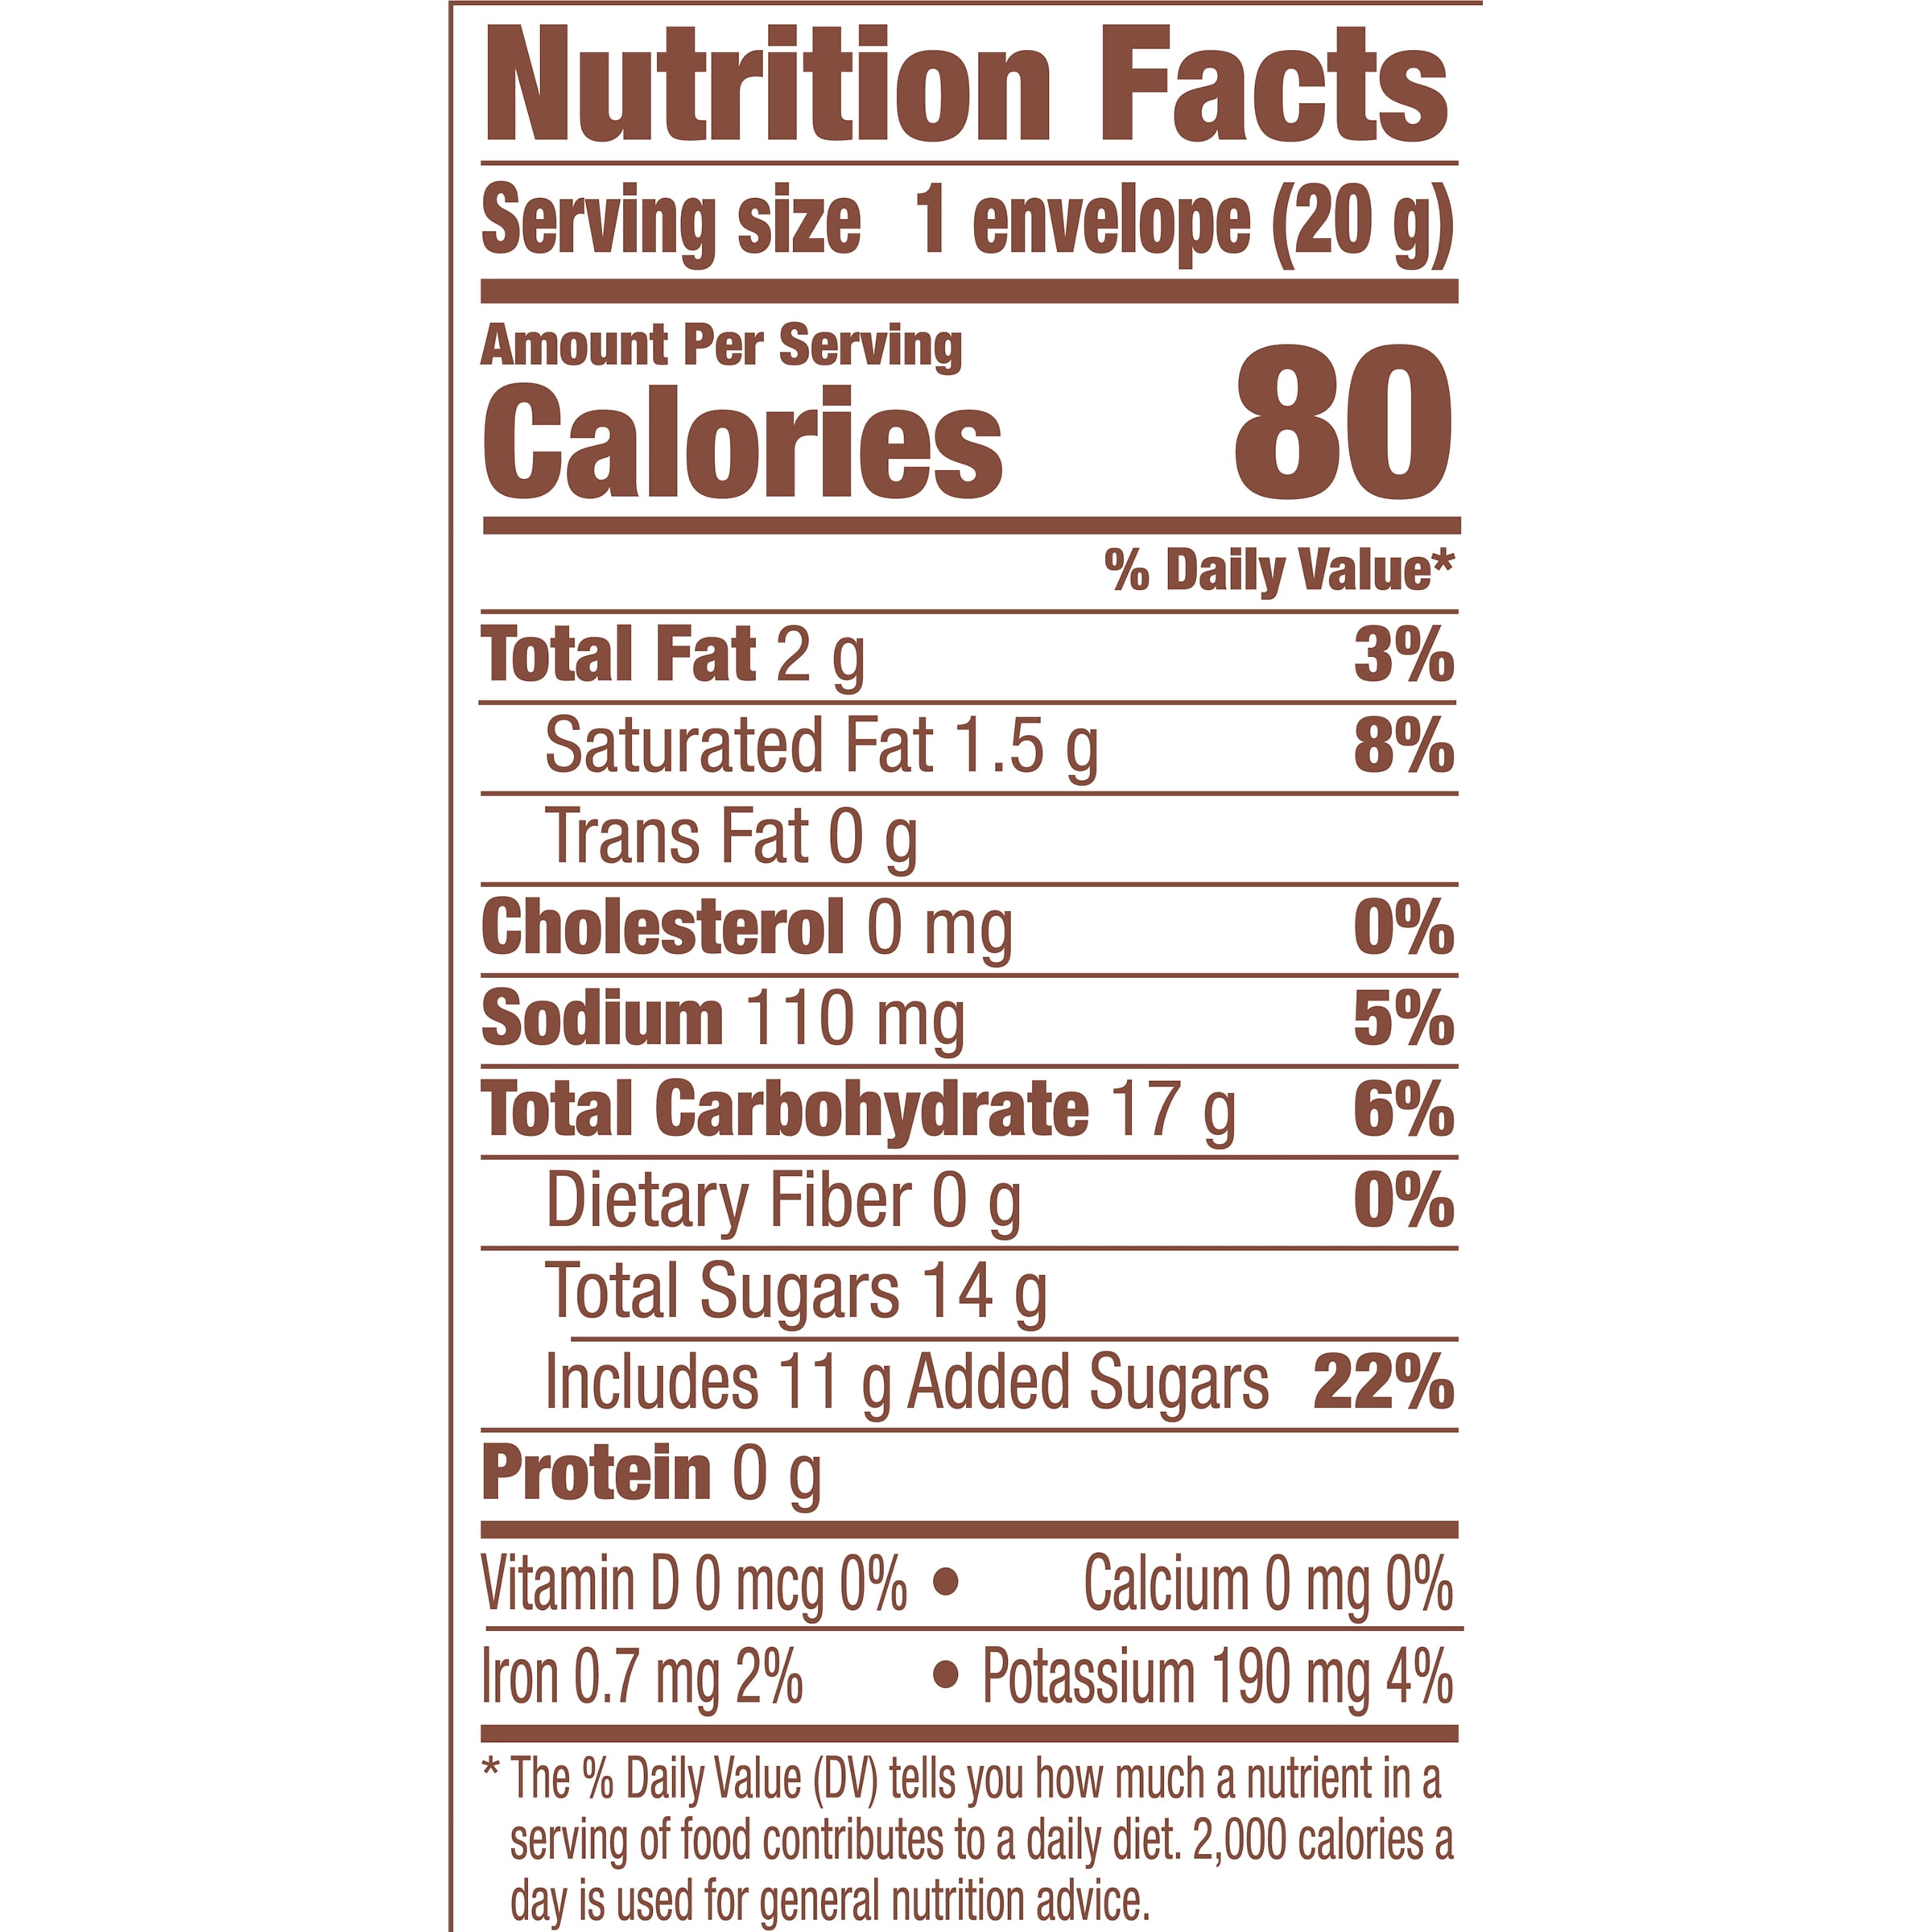 Nutrition Facts
Serving size 1 envelope (20 g)
Amount Per Serving
Calories 80
% Daily Value*
Total Fat 2 g 3%
Saturated Fat 1.5 g 8%
Trans Fat 0 g
Cholesterol 0 mg 0%
Sodium 110 mg 5%
Total Carbohydrate 17 g 6%
Dietary Fiber 0 g 0%
Total Sugars 14 g
Includes 11 g Added Sugars 22%
Protein 0 g
Vitamin D 0 mcg 0% • Calcium 0 mg 0%
Iron 0.7 mg 2% • Potassium 190 mg 4%
* The % Daily Value (DV) tells you how much a nutrient in a
serving of food contributes to a daily diet. 2,000 calories a
day is used for general nutrition advice.